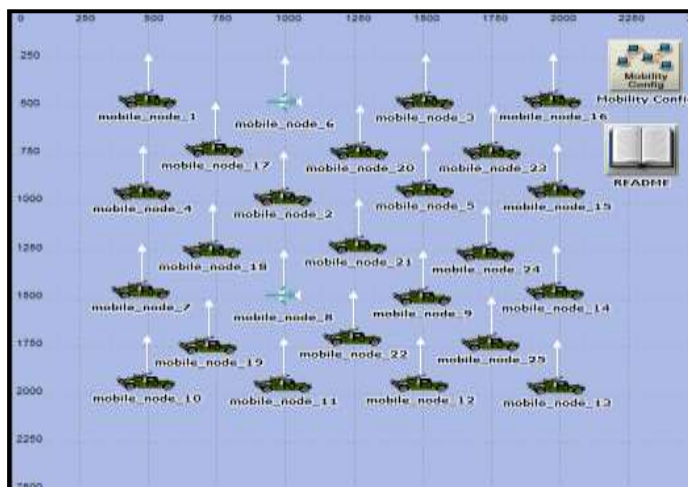 0 250 500 750 1000 1250 1500 1750 2000 2250
250
Mobility
Config
500
mobile_node_1 mobile_node_6 mobile_node_3 mobile_node_16 Mobility Config
750
mobile_node_17 mobile_node_20 mobile_node_23
README
1000
mobile_node_4 mobile_node_2 mobile_node_5 mobile_node_15
1250
mobile_node_18 mobile_node_21 mobile_node_24
1500
mobile_node_7 mobile_node_8 mobile_node_9 mobile_node_14
1750
mobile_node_19 mobile_node_22 mobile_node_25
2000
mobile_node_10 mobile_node_11 mobile_node_12 mobile_node_13
2250